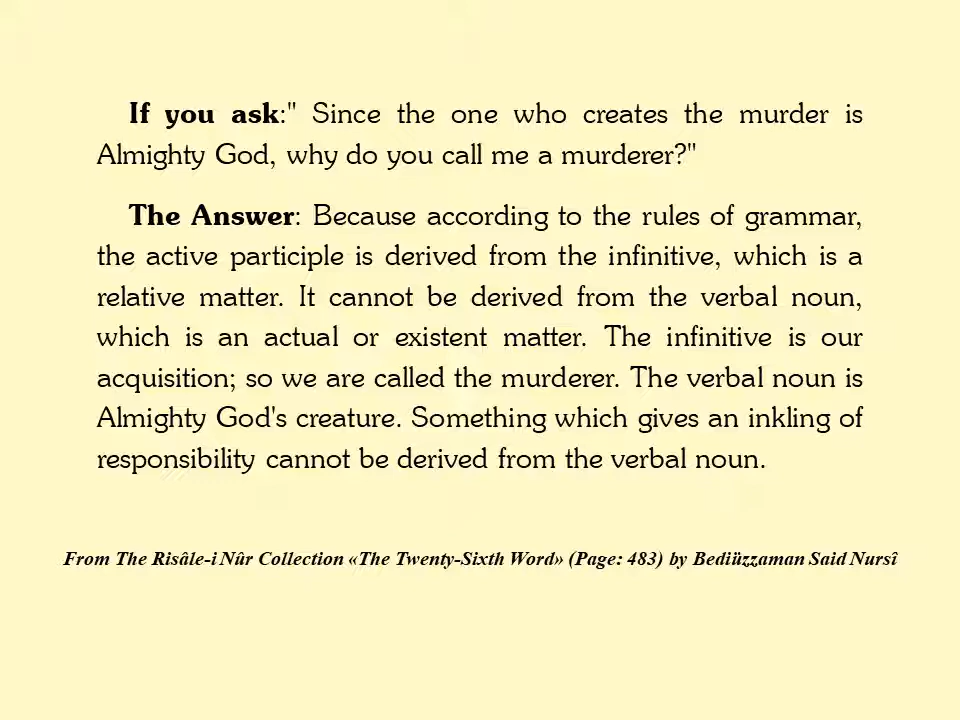 If you ask:" Since the one who creates the murder is
Almighty God, why do you call me a murderer?"
The Answer: Because according to the rules of grammar,
the active participle is derived from the infinitive, which is a
relative matter. It cannot be derived from the verbal noun,
which is an actual or existent matter. The infinitive is our
acquisition; so we are called the murderer. The verbal noun is
Almighty God's creature. Something which gives an inkling of
responsibility cannot be derived from the verbal noun.
From The Risâle-i Nûr Collection «The Twenty-Sixth Word» (Page: 483) by Bediüzzaman Said Nursî